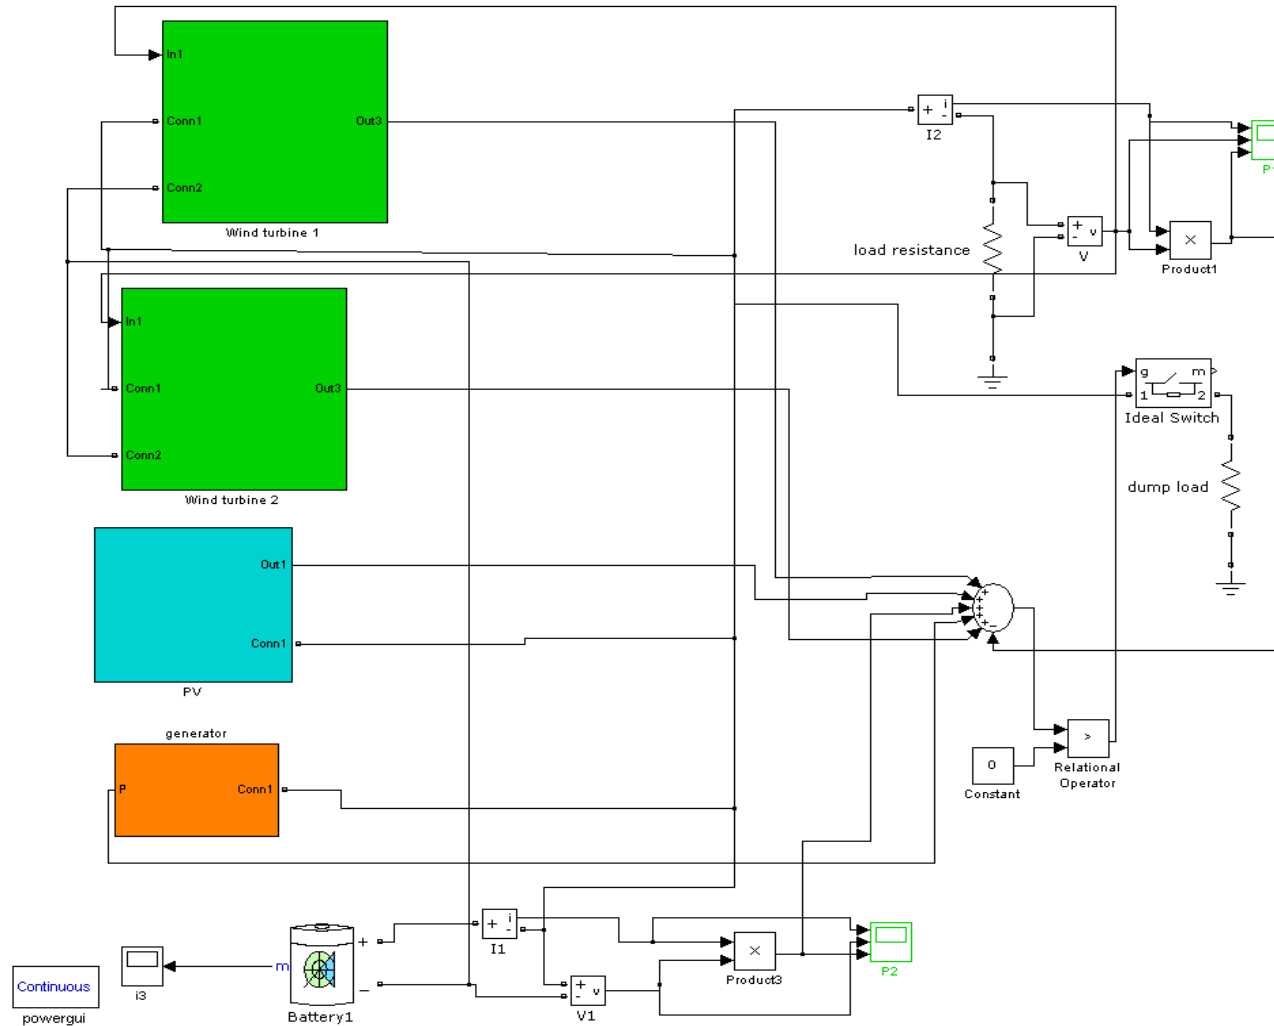 In1
Conn1
Out3
Conn2
Wind turbine 1
+ i
-
I2
load resistance
+
- v
V
×
Product1
P
In1
Conn1
Out3
Conn2
Wind turbine 2
g m
1 2
Ideal Switch
dump load
Out1
Conn1
PV
+
+
+
+
-
generator
P
Conn1
>
Relational
Operator
0
Constant
Continuous
powergui
i3
m
+
-
Battery1
+ i
-
I1
+
- v
V1
×
Product3
P2